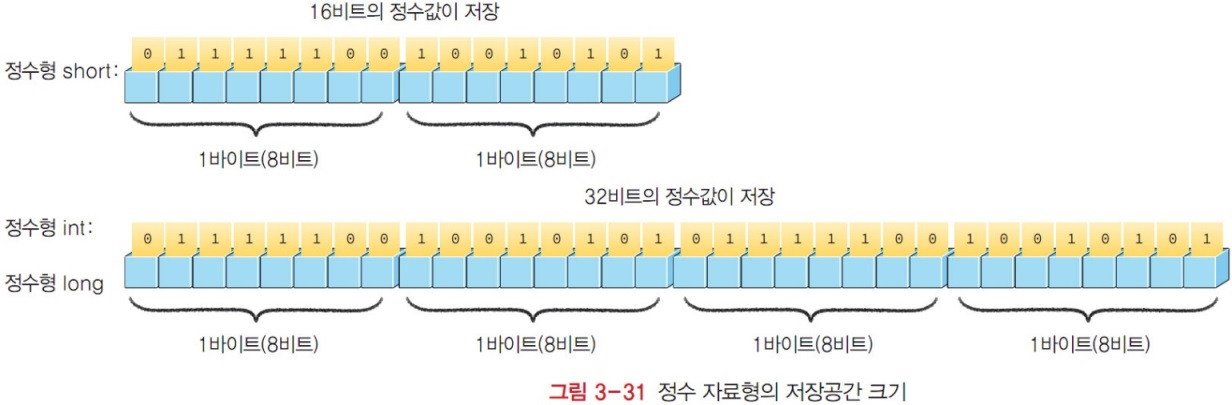 16비트의 정수값이 저장
0 1 1 1 1 1 0 0 1 0 0 1 0 1 0 1
정수형 short:
1바이트(8비트) 1바이트(8비트)
32비트의 정수값이 저장
정수형 int:
0 1 1 1 1 1 0 0 1 0 0 1 0 1 0 1 0 1 1 1 1 1 0 0 1 0 0 1 0 1 0 1
정수형 long
1바이트(8비트) 1바이트(8비트) 1바이트(8비트) 1바이트(8비트)
그림 3-31 정수 자료형의 저장공간 크기